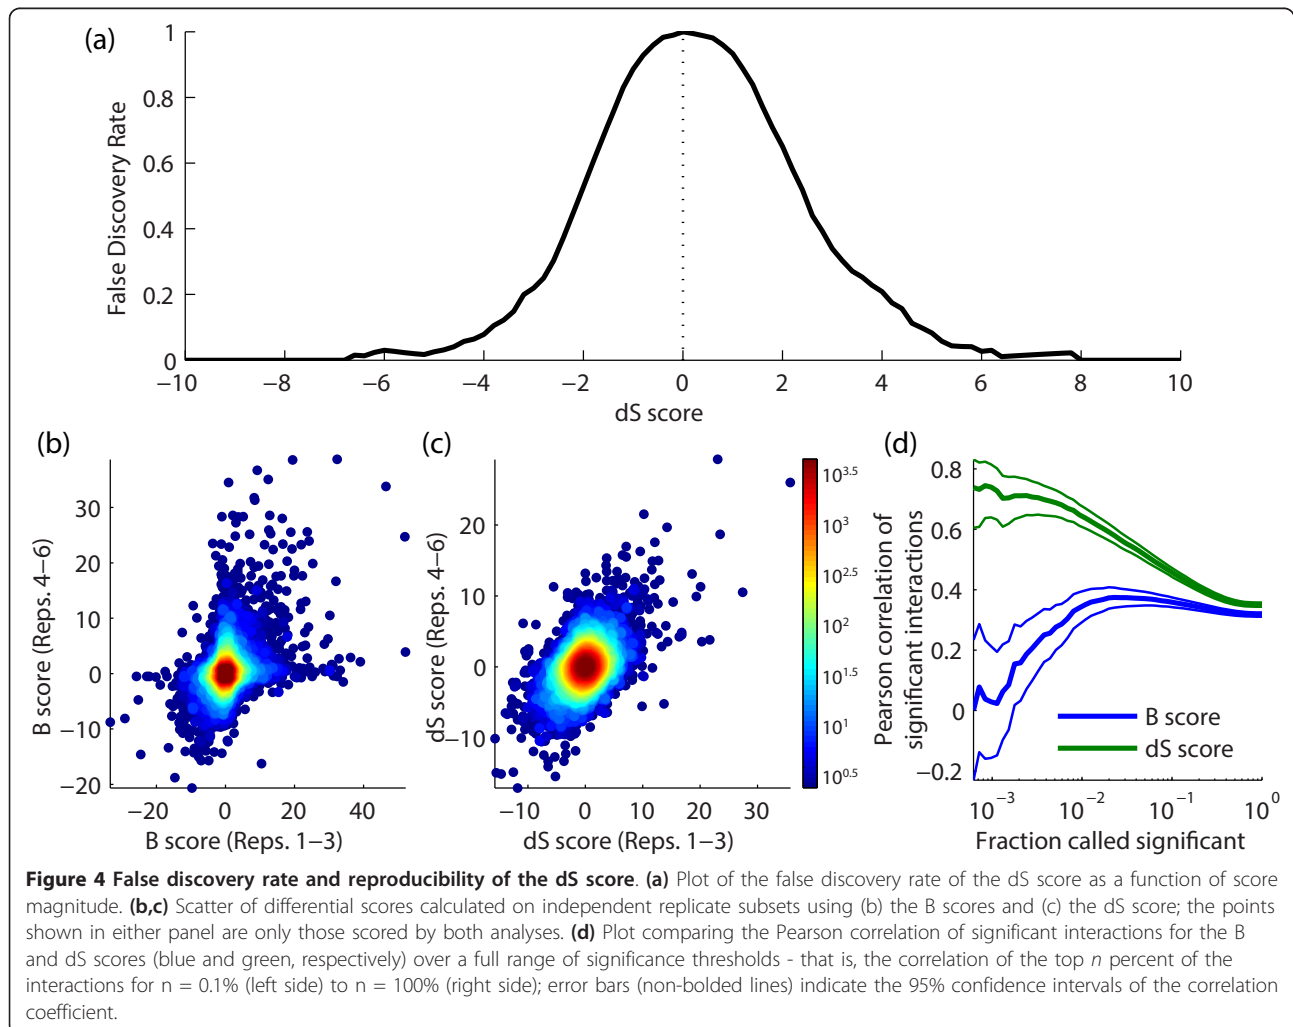 (a)
1
0.8
0.6
0.4
0.2
0
False Discovery Rate
−10
−8
−6
−4
−2
0
2
4
6
8
10
dS score
(b)
30
20
10
0
−10
−20
B score (Reps. 4−6)
−20
0
20
40
B score (Reps. 1−3)
(c)
20
10
0
−10
dS score (Reps. 4−6)
−10
0
10
20
30
dS score (Reps. 1−3)
10^3.5
10^3
10^2.5
10^2
10^1.5
10^1
10^0.5
(d)
0.8
0.6
0.4
0.2
0
−0.2
Pearson correlation of
significant interactions
B score
dS score
10^−3
10^−2
10^−1
10^0
Fraction called significant
Figure 4 False discovery rate and reproducibility of the dS score. (a) Plot of the false discovery rate of the dS score as a function of score
magnitude. (b,c) Scatter of differential scores calculated on independent replicate subsets using (b) the B scores and (c) the dS score; the points
shown in either panel are only those scored by both analyses. (d) Plot comparing the Pearson correlation of significant interactions for the B
and dS scores (blue and green, respectively) over a full range of significance thresholds - that is, the correlation of the top n percent of the
interactions for n = 0.1% (left side) to n = 100% (right side); error bars (non-bolded lines) indicate the 95% confidence intervals of the correlation
coefficient.